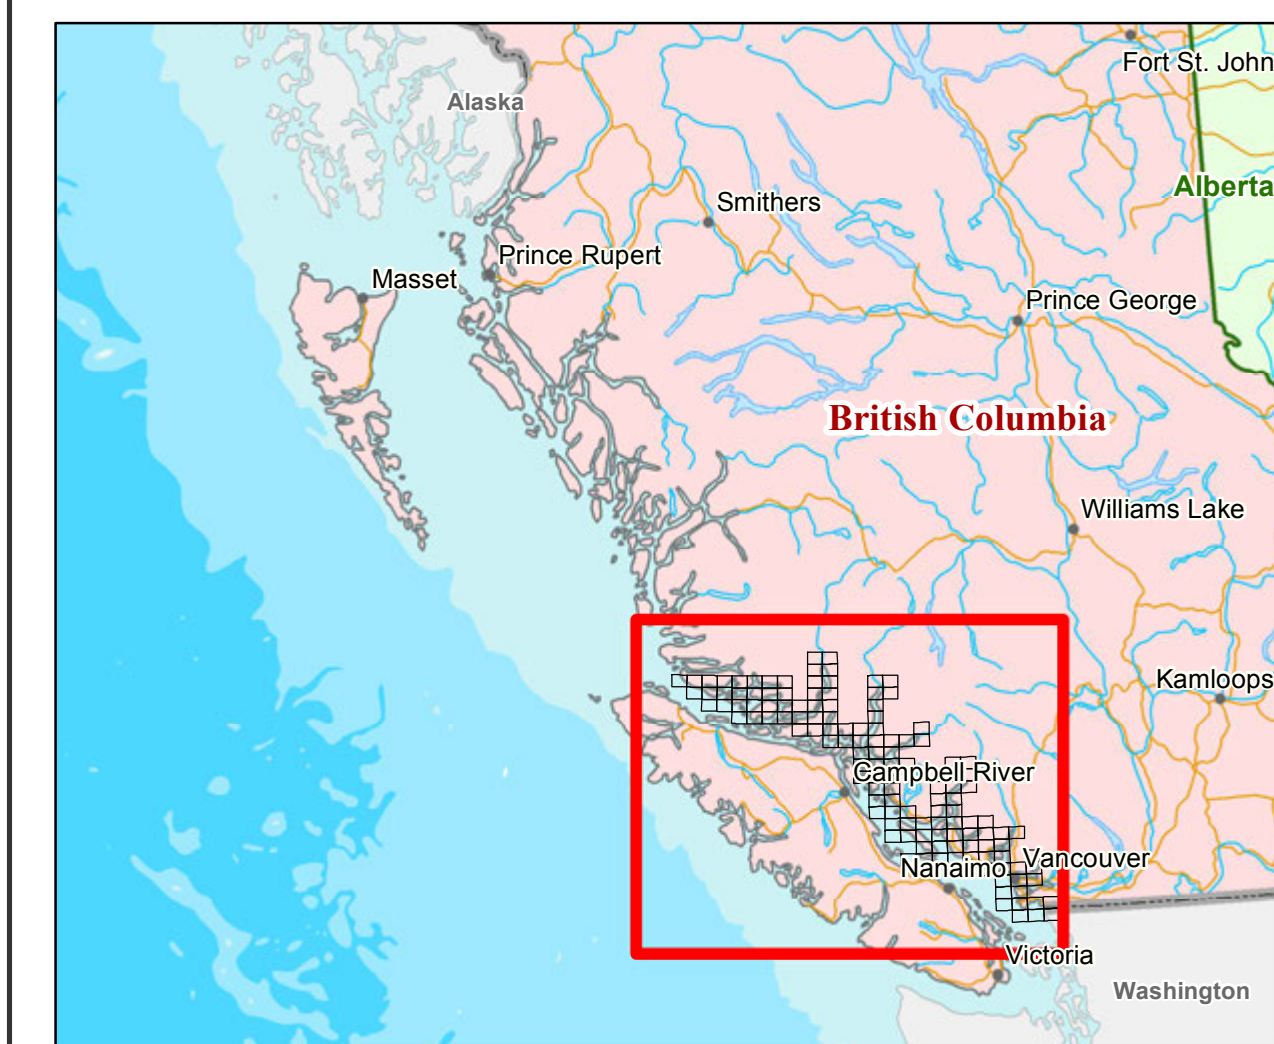 Fort St. John
Alaska
Alberta
Smithers
Prince Rupert
Masset
Prince George
British Columbia
Williams Lake
Kamloops
Campbell River
Vancouver
Nanaimo
Victoria
Washington